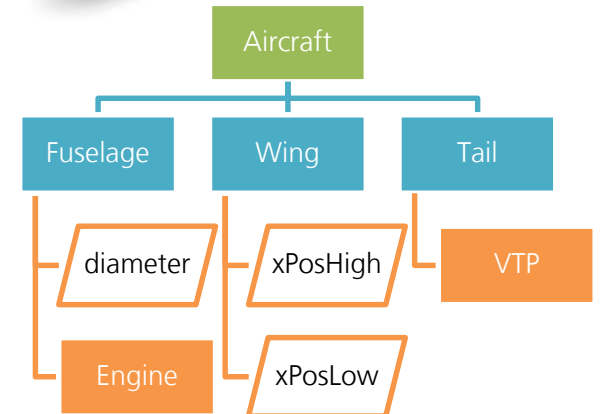 Aircraft
Fuselage
Wing
Tail
diameter
xPosHigh
VTP
Engine
xPosLow